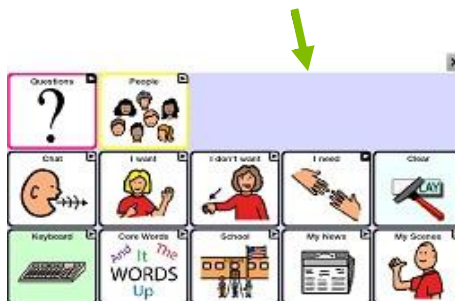 Questions
People
Chat
I want
I don't want
I need
Clear
LAY
Keyboard
Core Words
School
My News
My Scenes
And It The
WORDS
Up